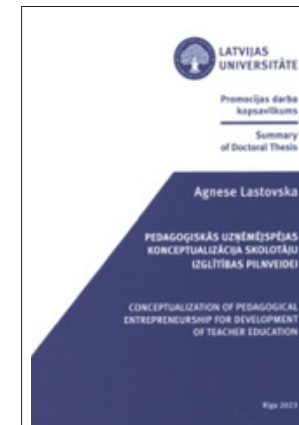 LATVIJAS
UNIVERSITĀTE
Promocijas darba
kopsavilkums
Summary
of Doctoral Thesis
Agnese Lastovska
PEDAGOĢISKĀS UZŅĒMĒJSPĒJAS
KONCEPTUALIZĀCIJA SKOLOTĀJU
IZGLĪTĪBAS PILNVEIDEI
CONCEPTUALIZATION OF PEDAGOGICAL
ENTREPRENEURSHIP FOR DEVELOPMENT
OF TEACHER EDUCATION
Rīga 2023